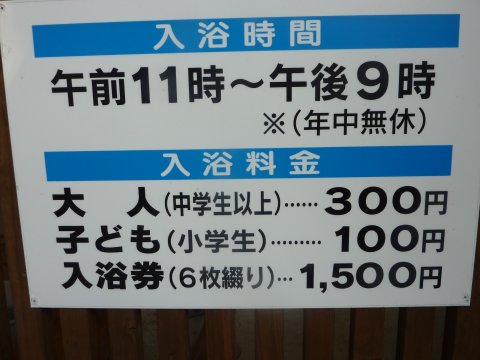 入浴時間
午前11時～午後9時
※(年中無休)
入浴料金
大　人(中学生以上)……300円
子ども(小学生)………100円
入浴券(6枚綴り)…1,500円